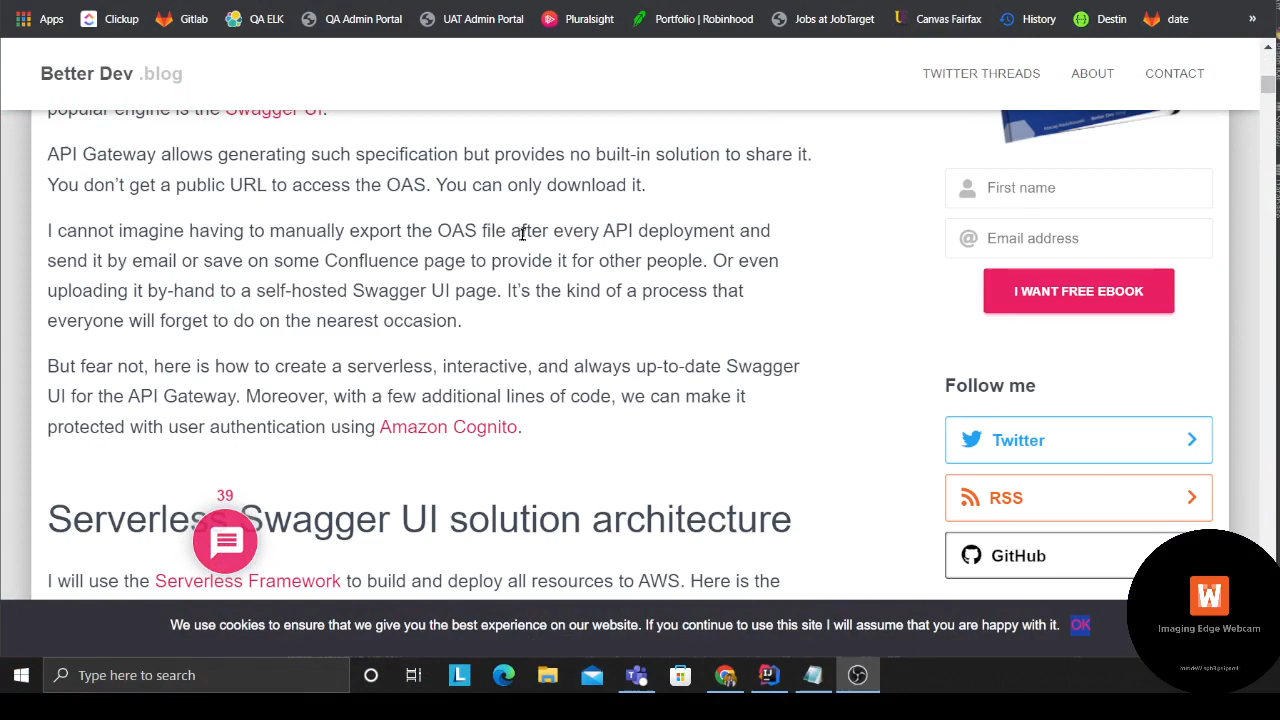 Apps
Clickup
Gitlab
QA ELK
QA Admin Portal
UAT Admin Portal
Pluralsight
Portfolio | Robinhood
Jobs at JobTarget
Canvas Fairfax
History
Destin
date
»
Better Dev .blog
TWITTER THREADS
ABOUT
CONTACT
popular engine is the Swagger UI.
API Gateway allows generating such specification but provides no built-in solution to share it.
You don’t get a public URL to access the OAS. You can only download it.
I cannot imagine having to manually export the OAS file after every API deployment and
send it by email or save on some Confluence page to provide it for other people. Or even
uploading it by-hand to a self-hosted Swagger UI page. It’s the kind of a process that
everyone will forget to do on the nearest occasion.
But fear not, here is how to create a serverless, interactive, and always up-to-date Swagger
UI for the API Gateway. Moreover, with a few additional lines of code, we can make it
protected with user authentication using Amazon Cognito.
39
Serverless Swagger UI solution architecture
I will use the Serverless Framework to build and deploy all resources to AWS. Here is the
First name
@ Email address
I WANT FREE EBOOK
Follow me
Twitter
RSS
GitHub
We use cookies to ensure that we give you the best experience on our website. If you continue to use this site I will assume that you are happy with it.
OK
W
Imaging Edge Webcam
Type here to search
L